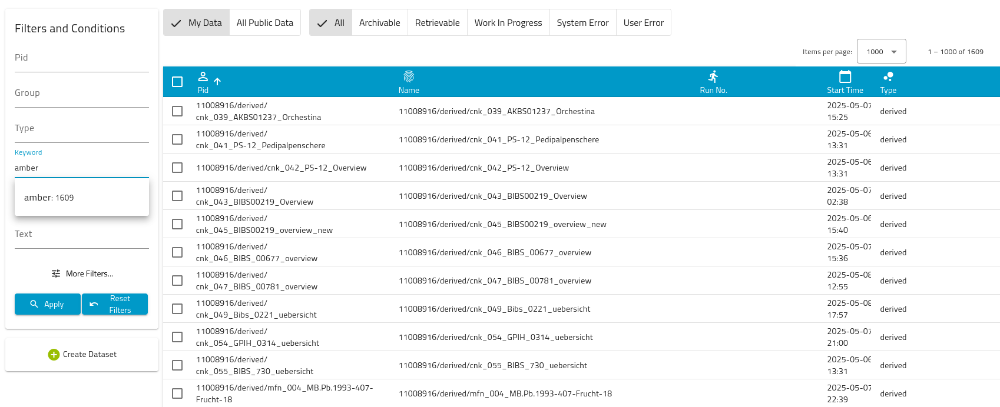 Filters and Conditions
Pid
Group
Type
Keyword
amber
amber: 1609
Text
More Filters...
Apply
Reset
Filters
Create Dataset
My Data
All Public Data
All
Archivable
Retrievable
Work In Progress
System Error
User Error
Items per page:
1000
1 – 1000 of 1609
Pid
Name
Run No.
Start Time
Type
11008916/derived/
cnk_039_AKBS01237_Orchestina
11008916/derived/cnk_039_AKBS01237_Orchestina
2025-05-07
15:25
derived
11008916/derived/
cnk_041_PS-12_Pedipalpenschere
11008916/derived/cnk_041_PS-12_Pedipalpenschere
2025-05-06
13:31
derived
11008916/derived/cnk_042_PS-12_Overview
11008916/derived/cnk_042_PS-12_Overview
2025-05-06
13:31
derived
11008916/derived/
cnk_043_BIBS00219_Overview
11008916/derived/cnk_043_BIBS00219_Overview
2025-05-07
02:38
derived
11008916/derived/
cnk_045_BIBS00219_overview_new
11008916/derived/cnk_045_BIBS00219_overview_new
2025-05-06
15:40
derived
11008916/derived/
cnk_046_BIBS_00677_overview
11008916/derived/cnk_046_BIBS_00677_overview
2025-05-07
15:36
derived
11008916/derived/
cnk_047_BIBS_00781_overview
11008916/derived/cnk_047_BIBS_00781_overview
2025-05-08
12:55
derived
11008916/derived/
cnk_049_Bibs_0221_uebersicht
11008916/derived/cnk_049_Bibs_0221_uebersicht
2025-05-08
17:57
derived
11008916/derived/
cnk_054_GPIH_0314_uebersicht
11008916/derived/cnk_054_GPIH_0314_uebersicht
2025-05-07
21:00
derived
11008916/derived/
cnk_055_BIBS_730_uebersicht
11008916/derived/cnk_055_BIBS_730_uebersicht
2025-05-06
13:31
derived
11008916/derived/mfn_004_MB.Pb.1993-407-
Frucht-18
11008916/derived/mfn_004_MB.Pb.1993-407-Frucht-18
2025-05-07
22:39
derived